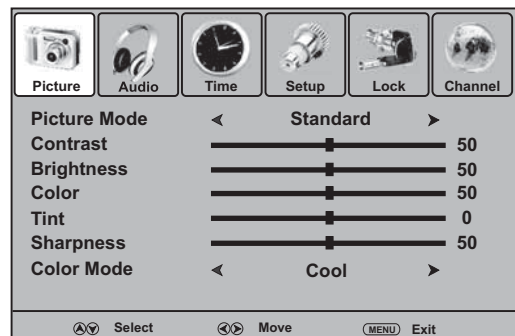 Picture Audio Time Setup Lock Channel
Picture Mode Standard
Contrast 50
Brightness 50
Color 50
Tint 0
Sharpness 50
Color Mode Cool
Select Move MENU Exit